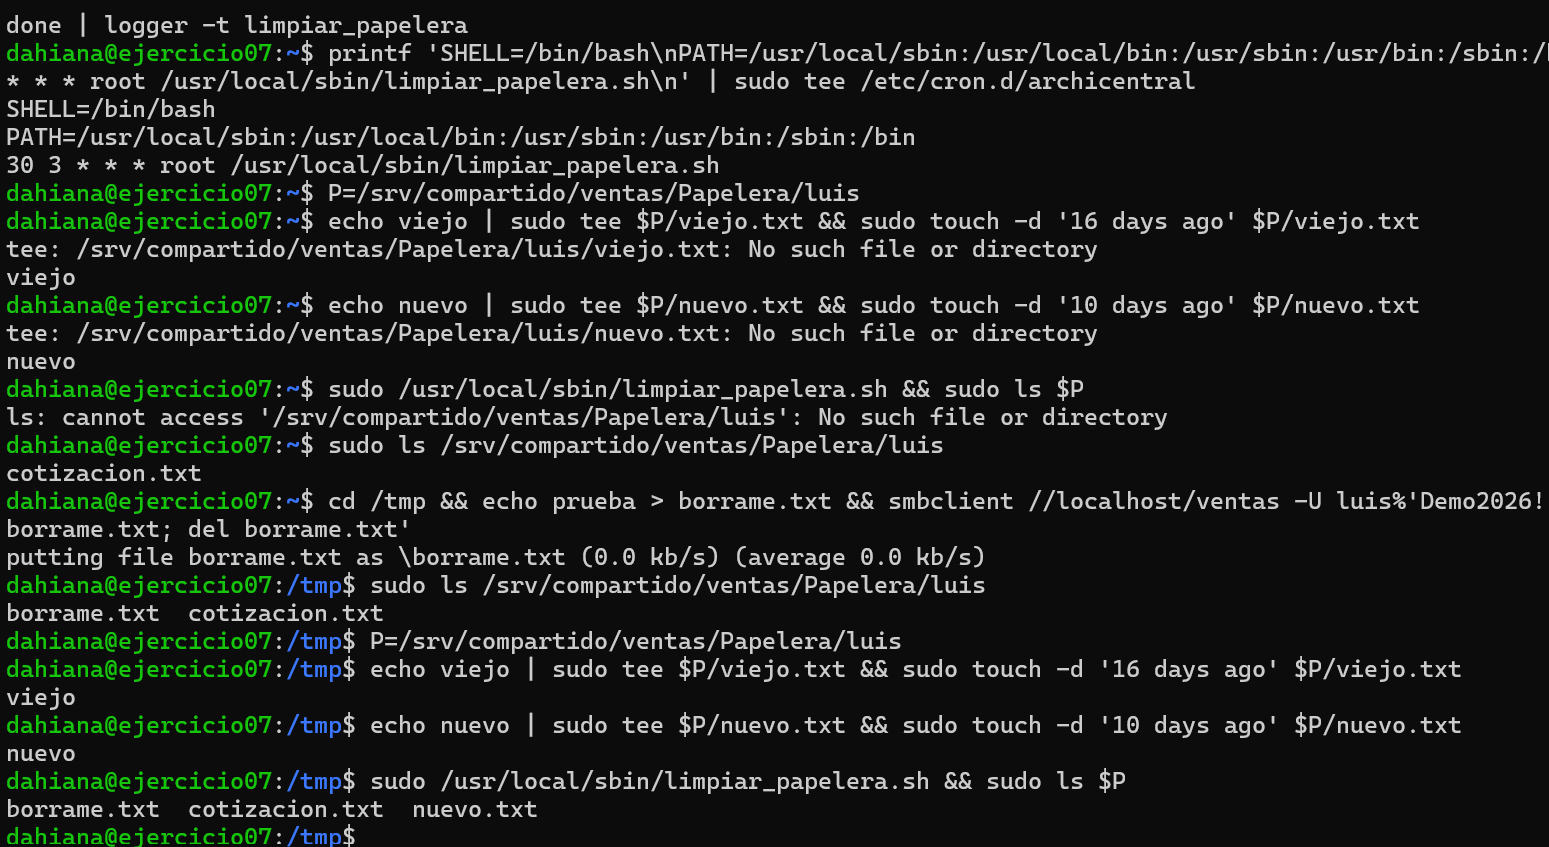 done | logger -t limpiar_papelera
dahiana@ejercicio07:~$ printf 'SHELL=/bin/bash\nPATH=/usr/local/sbin:/usr/local/bin:/usr/sbin:/usr/bin:/sbin:/
* * * root /usr/local/sbin/limpiar_papelera.sh\n' | sudo tee /etc/cron.d/archicentral
SHELL=/bin/bash
PATH=/usr/local/sbin:/usr/local/bin:/usr/sbin:/usr/bin:/sbin:/bin
30 3 * * * root /usr/local/sbin/limpiar_papelera.sh
dahiana@ejercicio07:~$ P=/srv/compartido/ventas/Papelera/luis
dahiana@ejercicio07:~$ echo viejo | sudo tee $P/viejo.txt && sudo touch -d '16 days ago' $P/viejo.txt
tee: /srv/compartido/ventas/Papelera/luis/viejo.txt: No such file or directory
viejo
dahiana@ejercicio07:~$ echo nuevo | sudo tee $P/nuevo.txt && sudo touch -d '10 days ago' $P/nuevo.txt
tee: /srv/compartido/ventas/Papelera/luis/nuevo.txt: No such file or directory
nuevo
dahiana@ejercicio07:~$ sudo /usr/local/sbin/limpiar_papelera.sh && sudo ls $P
ls: cannot access '/srv/compartido/ventas/Papelera/luis': No such file or directory
dahiana@ejercicio07:~$ sudo ls /srv/compartido/ventas/Papelera/luis
cotizacion.txt
dahiana@ejercicio07:~$ cd /tmp && echo prueba > borrame.txt && smbclient //localhost/ventas -U luis%'Demo2026!
borrame.txt; del borrame.txt'
putting file borrame.txt as \borrame.txt (0.0 kb/s) (average 0.0 kb/s)
dahiana@ejercicio07:/tmp$ sudo ls /srv/compartido/ventas/Papelera/luis
borrame.txt  cotizacion.txt
dahiana@ejercicio07:/tmp$ P=/srv/compartido/ventas/Papelera/luis
dahiana@ejercicio07:/tmp$ echo viejo | sudo tee $P/viejo.txt && sudo touch -d '16 days ago' $P/viejo.txt
viejo
dahiana@ejercicio07:/tmp$ echo nuevo | sudo tee $P/nuevo.txt && sudo touch -d '10 days ago' $P/nuevo.txt
nuevo
dahiana@ejercicio07:/tmp$ sudo /usr/local/sbin/limpiar_papelera.sh && sudo ls $P
borrame.txt  cotizacion.txt  nuevo.txt
dahiana@ejercicio07:/tmp$